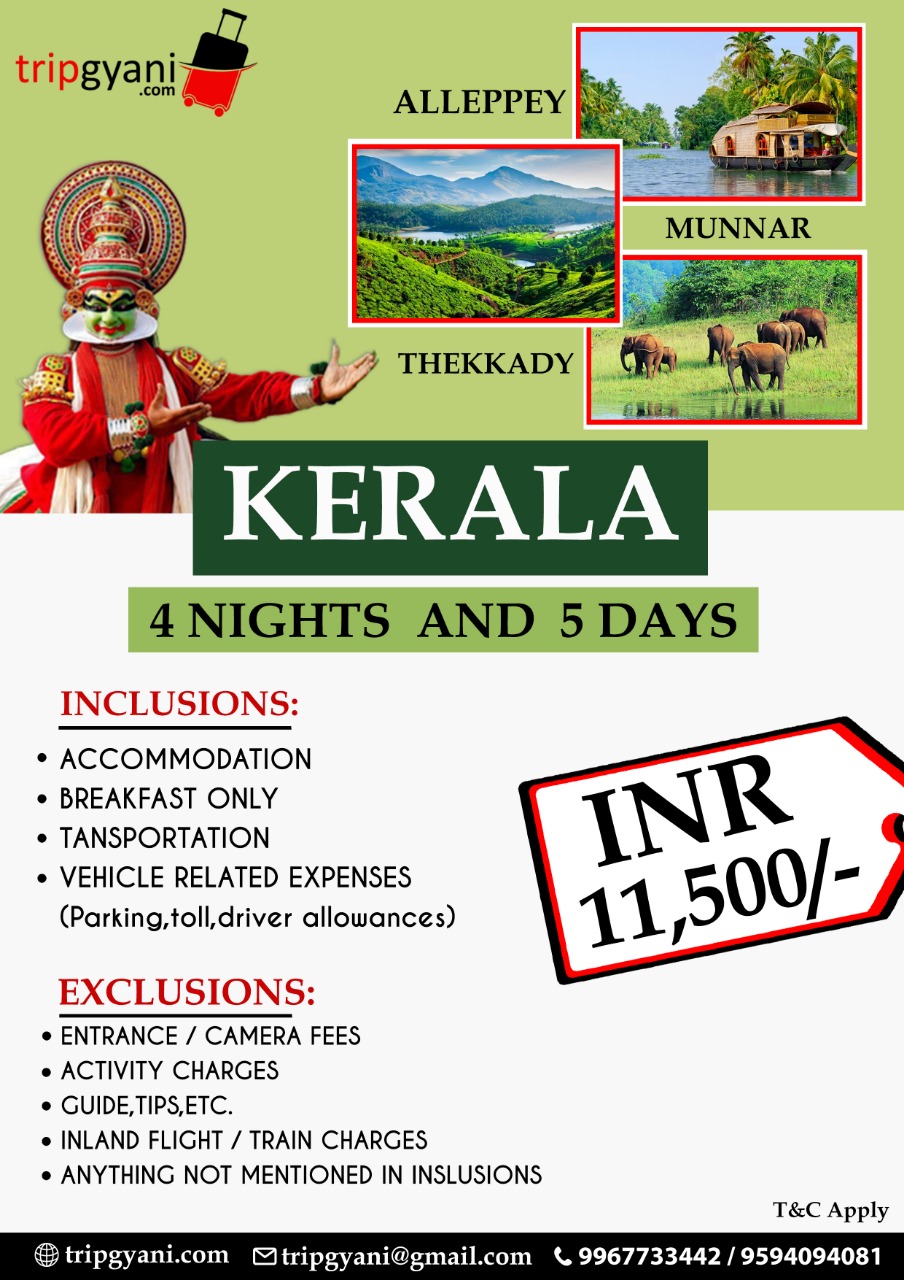 tripgyani
.com
ALLEPPEY
MUNNAR
THEKKADY
KERALA
4 NIGHTS AND 5 DAYS
INCLUSIONS:
• ACCOMMODATION
• BREAKFAST ONLY
• TANSPORTATION
• VEHICLE RELATED EXPENSES
(Parking,toll,driver allowances)
INR
11,500/-
EXCLUSIONS:
• ENTRANCE / CAMERA FEES
• ACTIVITY CHARGES
• GUIDE,TIPS,ETC.
• INLAND FLIGHT / TRAIN CHARGES
• ANYTHING NOT MENTIONED IN INSLUSIONS
T&C Apply
tripgyani.com tripgyani@gmail.com 9967733442 / 9594094081